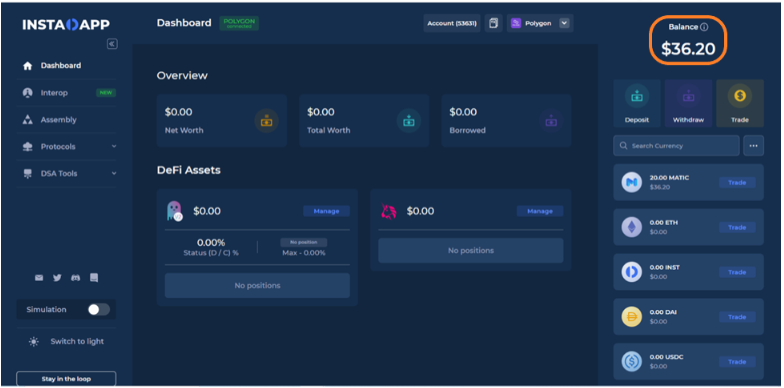 INSTADAPP
Dashboard
POLYGON
connected
Account (53631)
Polygon
Balance
$36.20
Dashboard
Interop
NEW
Assembly
Protocols
DSA Tools
Simulation
Switch to light
Stay in the loop
Overview
$0.00
Net Worth
$0.00
Total Worth
$0.00
Borrowed
DeFi Assets
$0.00
Manage
0.00%
Status (D / C) %
No position
Max - 0.00%
No positions
$0.00
Manage
No positions
Deposit
Withdraw
Trade
Search Currency
20.00 MATIC
$36.20
Trade
0.00 ETH
$0.00
Trade
0.00 INST
$0.00
Trade
0.00 DAI
$0.00
Trade
0.00 USDC
$0.00
Trade